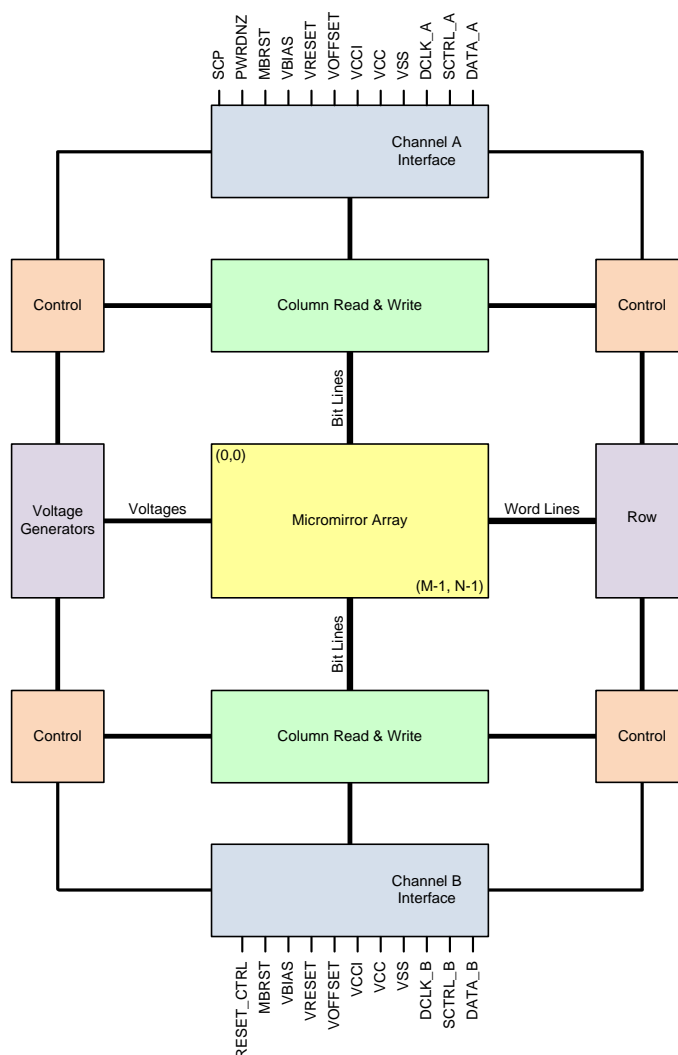 SCP
PWRDNZ
MBRST
VBIAS
VRESET
VOFFSET
VCCI
VCC
VSS
DCLK_A
SCTRL_A
DATA_A
Channel A
Interface
Control
Column Read & Write
Control
Bit Lines
(0,0)
Voltage
Generators
Voltages
Micromirror Array
Word Lines
Row
(M-1, N-1)
Bit Lines
Control
Column Read & Write
Control
Channel B
Interface
RESET_CTRL
MBRST
VBIAS
VRESET
VOFFSET
VCCI
VCC
VSS
DCLK_B
SCTRL_B
DATA_B